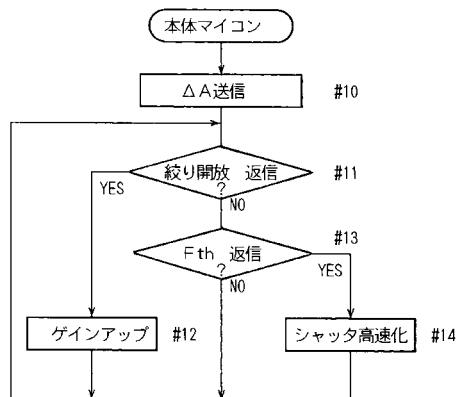 本体マイコン
ΔA送信 #10
絞り開放 返信 ? #11
YES
NO
Fth 返信 ? #13
YES
NO
ゲインアップ #12
シャッタ高速化 #14